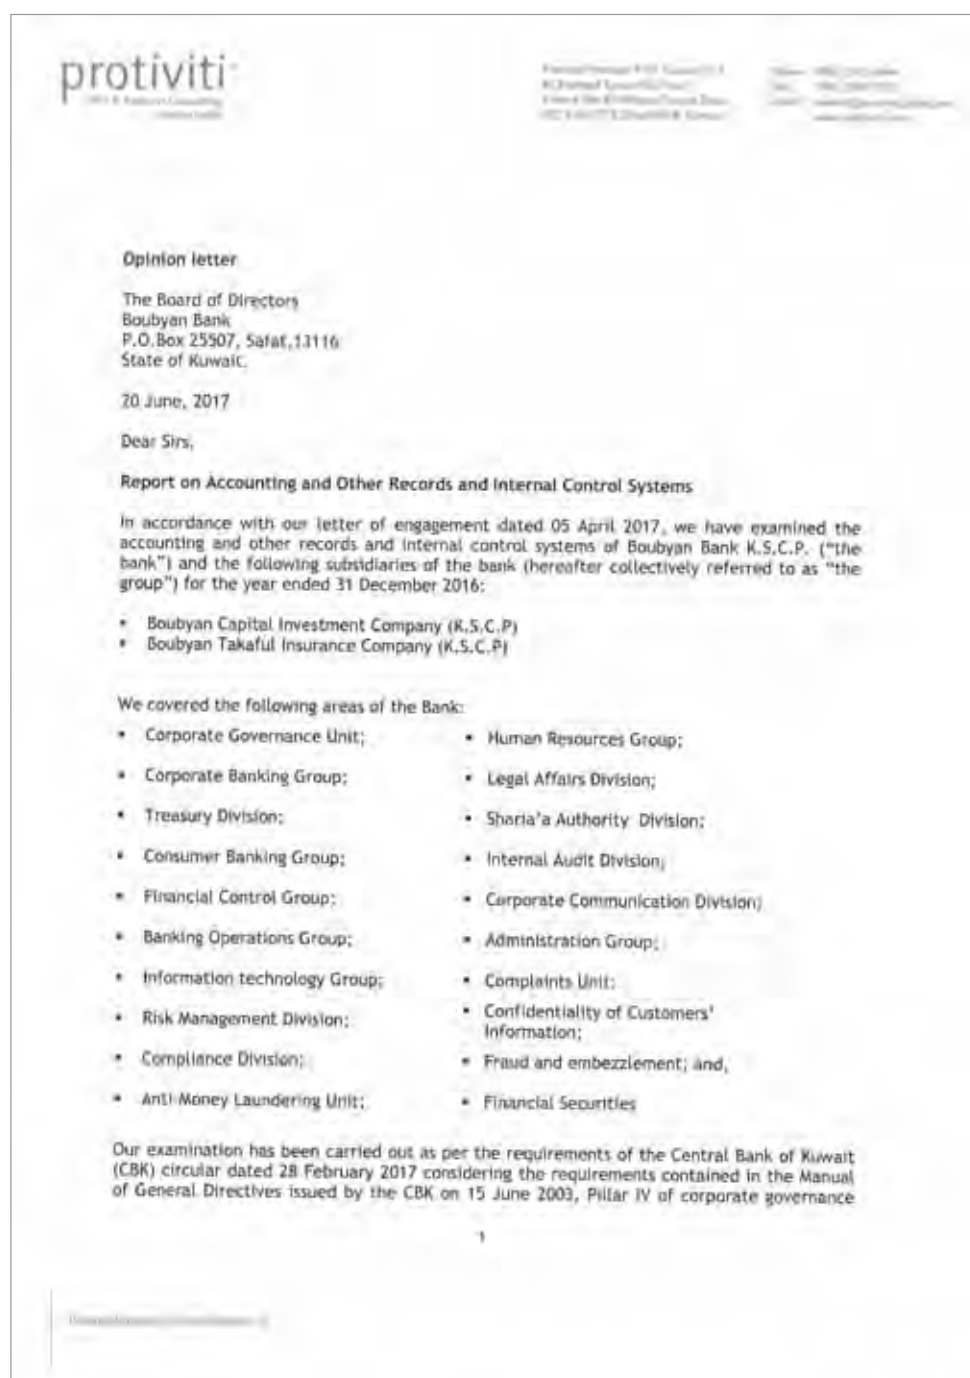 protiviti
Opinion letter
The Board of Directors
Boubyan Bank
P.O.Box 25507, Safat,13116
State of Kuwait.
20 June, 2017
Dear Sirs,
Report on Accounting and Other Records and Internal Control Systems
In accordance with our letter of engagement dated 05 April 2017, we have examined the
accounting and other records and internal control systems of Boubyan Bank K.S.C.P. (“the
bank”) and the following subsidiaries of the bank (hereafter collectively referred to as “the
group”) for the year ended 31 December 2016:
• Boubyan Capital Investment Company (K.S.C.P)
• Boubyan Takaful Insurance Company (K.S.C.P)
We covered the following areas of the Bank:
• Corporate Governance Unit;
• Corporate Banking Group;
• Treasury Division;
• Consumer Banking Group;
• Financial Control Group;
• Banking Operations Group;
• Information technology Group;
• Risk Management Division;
• Compliance Division;
• Anti-Money Laundering Unit;
• Human Resources Group;
• Legal Affairs Division;
• Sharia'a Authority Division;
• Internal Audit Division;
• Corporate Communication Division;
• Administration Group;
• Complaints Unit;
• Confidentiality of Customers'
Information;
• Fraud and embezzlement; and,
• Financial Securities
Our examination has been carried out as per the requirements of the Central Bank of Kuwait
(CBK) circular dated 28 February 2017 considering the requirements contained in the Manual
of General Directives issued by the CBK on 15 June 2003, Pillar IV of corporate governance
1